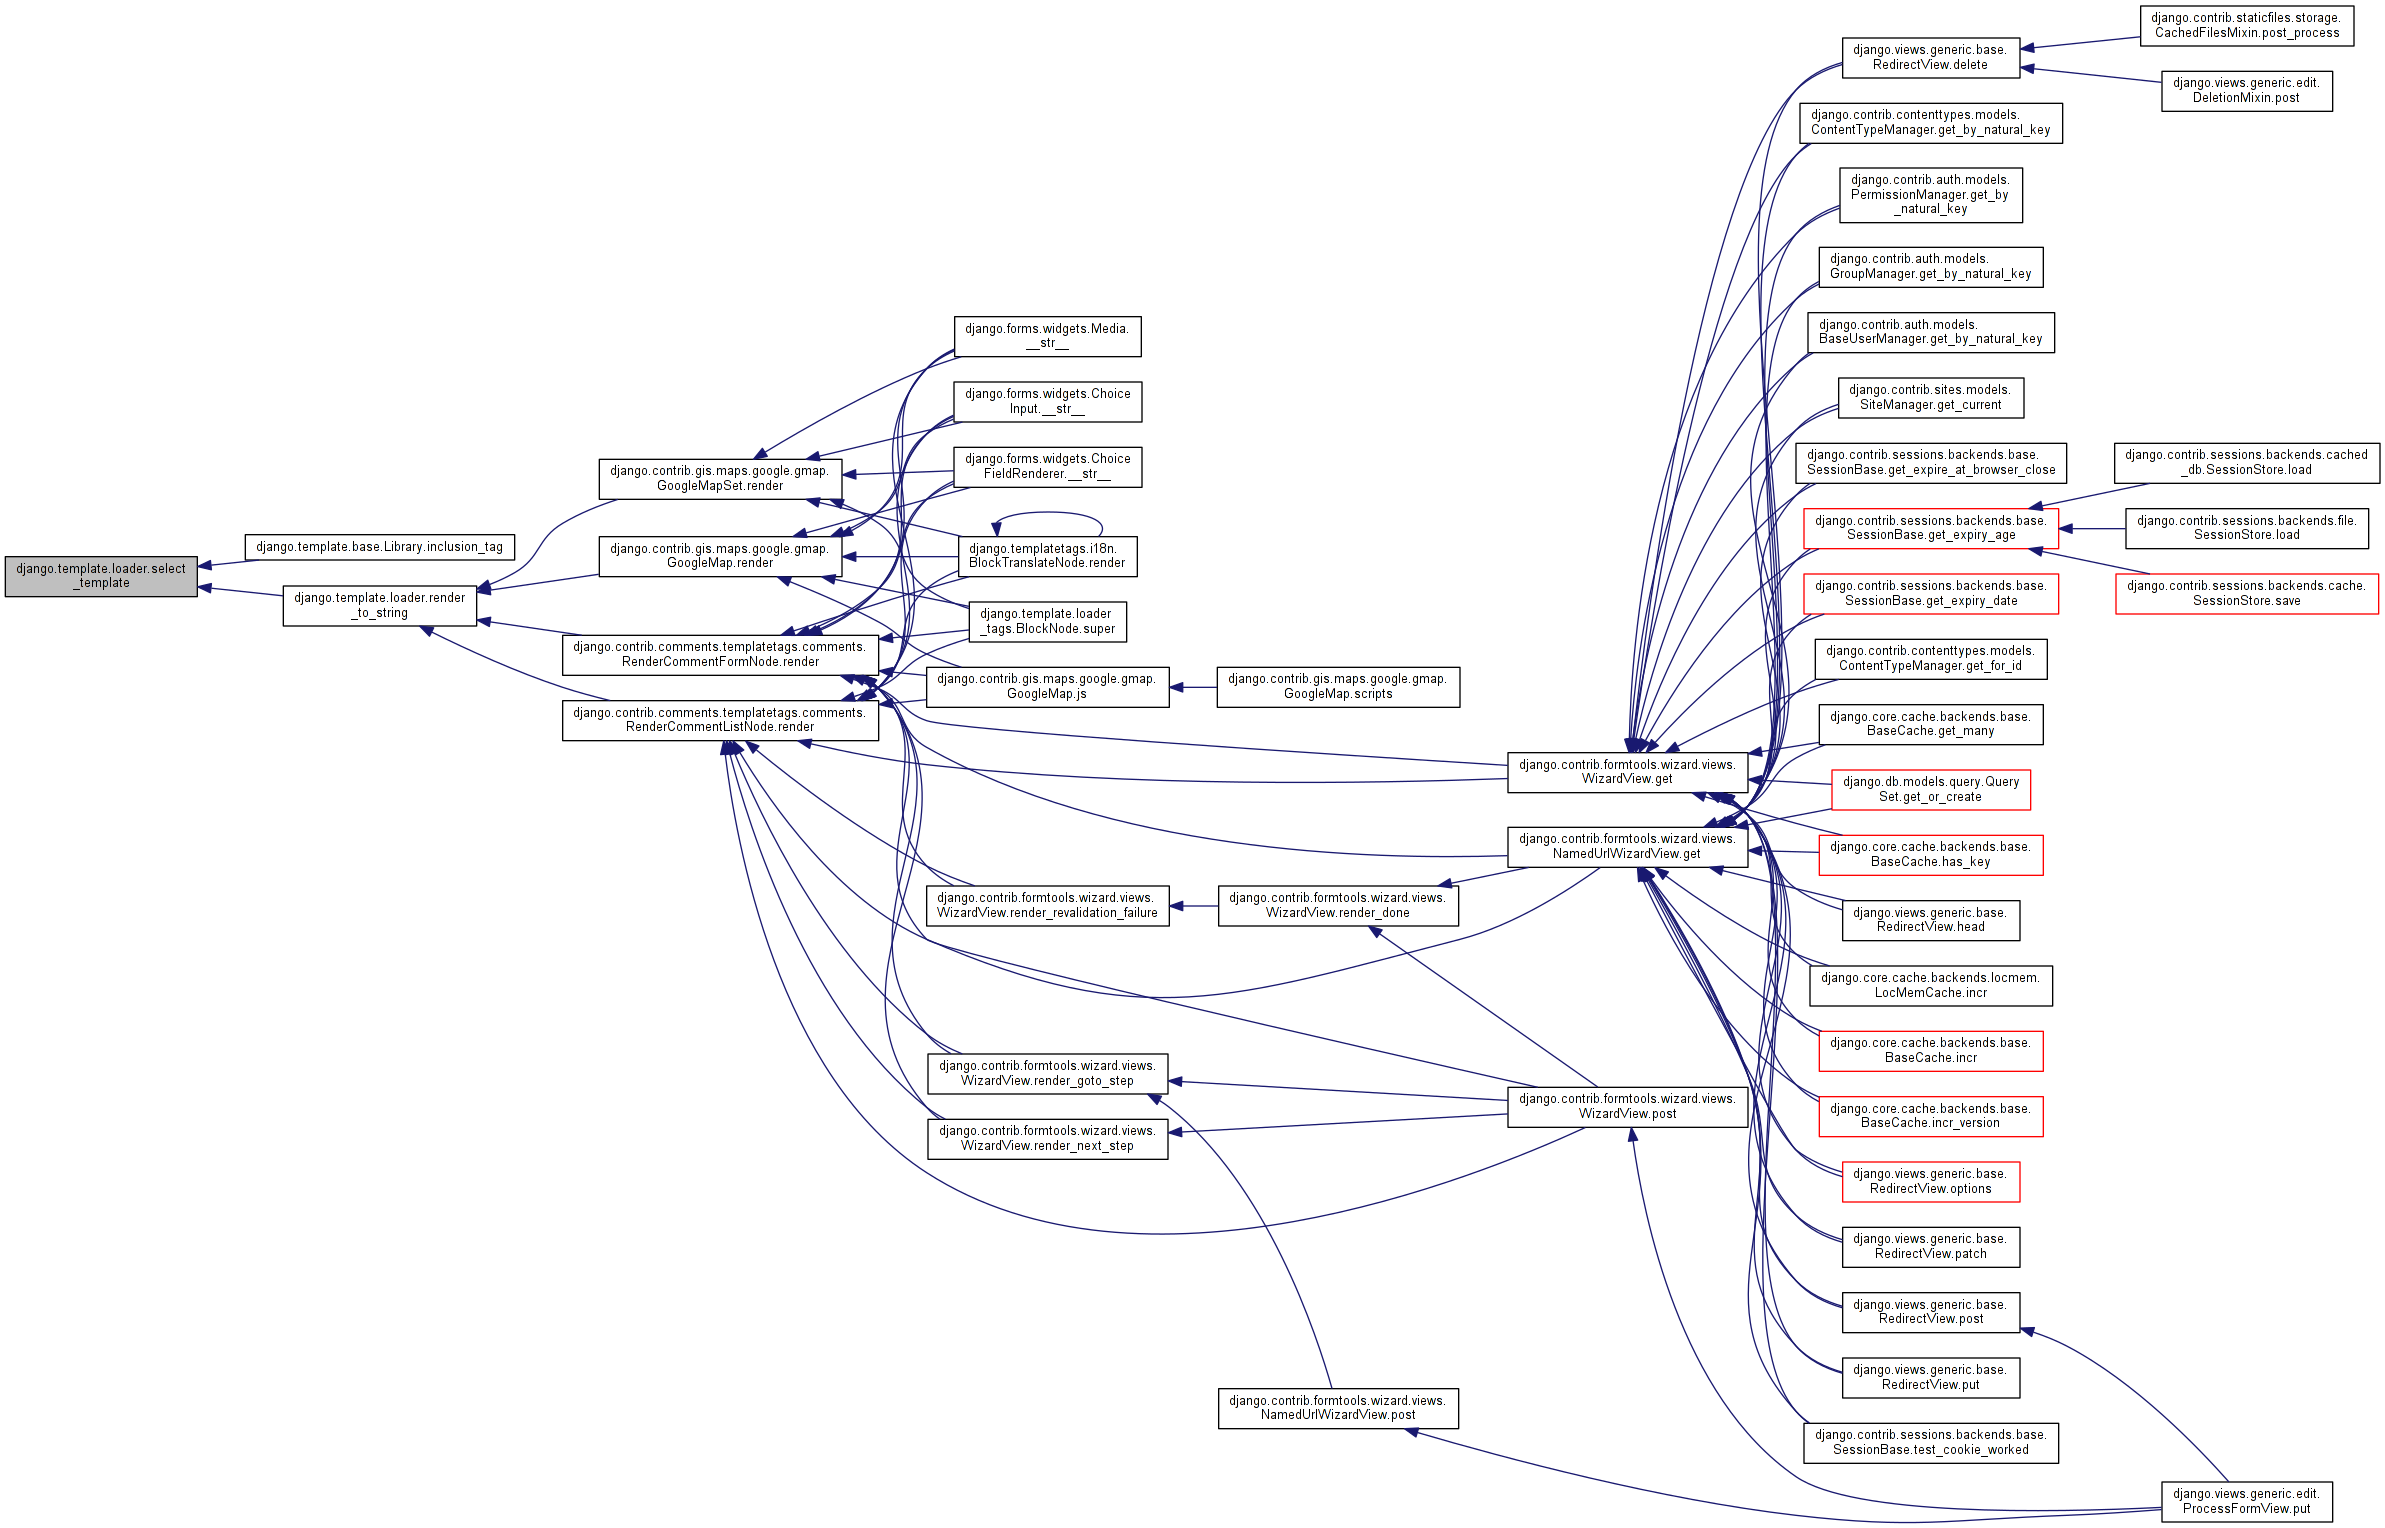 django.template.loader.select
_template
django.template.base.Library.inclusion_tag
django.template.loader.render
_to_string
django.contrib.gis.maps.google.gmap.
GoogleMapSet.render
django.contrib.gis.maps.google.gmap.
GoogleMap.render
django.contrib.comments.templatetags.comments.
RenderCommentFormNode.render
django.contrib.comments.templatetags.comments.
RenderCommentListNode.render
django.forms.widgets.Media.
__str__
django.forms.widgets.Choice
Input.__str__
django.forms.widgets.Choice
FieldRenderer.__str__
django.templatetags.i18n.
BlockTranslateNode.render
django.template.loader
_tags.BlockNode.super
django.contrib.gis.maps.google.gmap.
GoogleMap.js
django.contrib.formtools.wizard.views.
WizardView.render_revalidation_failure
django.contrib.formtools.wizard.views.
WizardView.render_goto_step
django.contrib.formtools.wizard.views.
WizardView.render_next_step
django.contrib.gis.maps.google.gmap.
GoogleMap.scripts
django.contrib.formtools.wizard.views.
WizardView.render_done
django.contrib.formtools.wizard.views.
NamedUrlWizardView.post
django.contrib.formtools.wizard.views.
WizardView.get
django.contrib.formtools.wizard.views.
NamedUrlWizardView.get
django.contrib.formtools.wizard.views.
WizardView.post
django.views.generic.base.
RedirectView.delete
django.contrib.contenttypes.models.
ContentTypeManager.get_by_natural_key
django.contrib.auth.models.
PermissionManager.get_by
_natural_key
django.contrib.auth.models.
GroupManager.get_by_natural_key
django.contrib.auth.models.
BaseUserManager.get_by_natural_key
django.contrib.sites.models.
SiteManager.get_current
django.contrib.sessions.backends.base.
SessionBase.get_expire_at_browser_close
django.contrib.sessions.backends.base.
SessionBase.get_expiry_age
django.contrib.sessions.backends.base.
SessionBase.get_expiry_date
django.contrib.contenttypes.models.
ContentTypeManager.get_for_id
django.core.cache.backends.base.
BaseCache.get_many
django.db.models.query.Query
Set.get_or_create
django.core.cache.backends.base.
BaseCache.has_key
django.views.generic.base.
RedirectView.head
django.core.cache.backends.locmem.
LocMemCache.incr
django.core.cache.backends.base.
BaseCache.incr
django.core.cache.backends.base.
BaseCache.incr_version
django.views.generic.base.
RedirectView.options
django.views.generic.base.
RedirectView.patch
django.views.generic.base.
RedirectView.post
django.views.generic.base.
RedirectView.put
django.contrib.sessions.backends.base.
SessionBase.test_cookie_worked
django.contrib.staticfiles.storage.
CachedFilesMixin.post_process
django.views.generic.edit.
DeletionMixin.post
django.contrib.sessions.backends.cached
_db.SessionStore.load
django.contrib.sessions.backends.file.
SessionStore.load
django.contrib.sessions.backends.cache.
SessionStore.save
django.views.generic.edit.
ProcessFormView.put